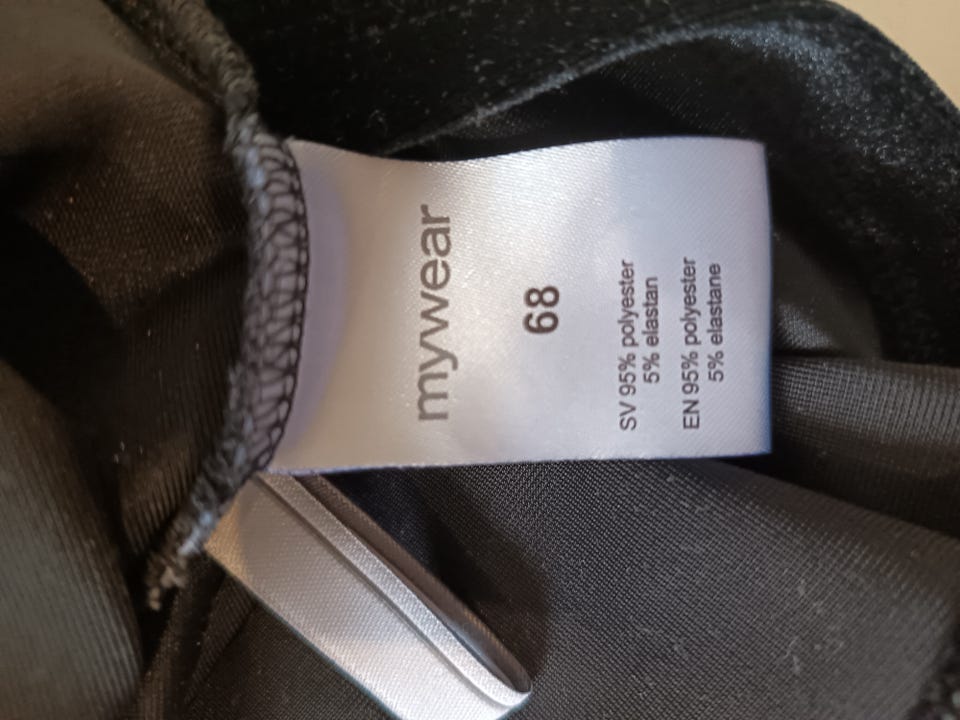 mywear
68
SV 95% polyester
5% elastan
EN 95% polyester
5% elastane